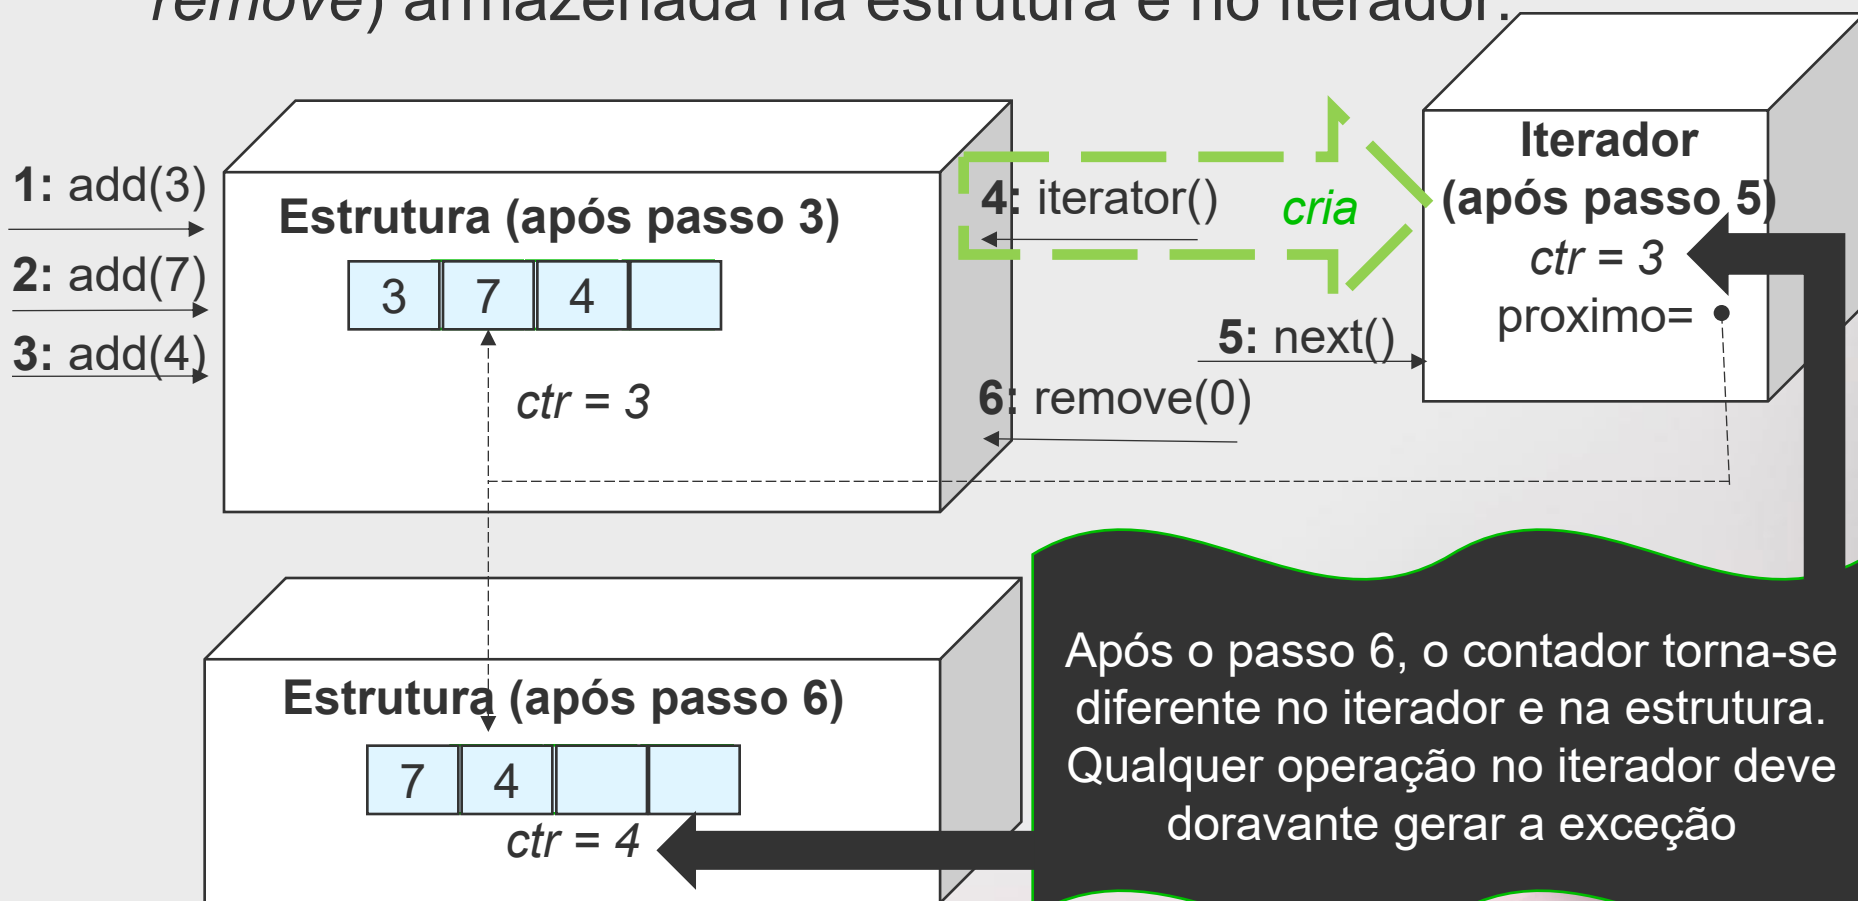 remove) armazenada na estrutura e no iterador.
1: add(3)
2: add(7)
3: add(4)
Estrutura (após passo 3)
3 7 4
ctr = 3
4: iterator()
cria
5: next()
6: remove(0)
Iterador
(após passo 5)
ctr = 3
proximo=
Estrutura (após passo 6)
7 4
ctr = 4
Após o passo 6, o contador torna-se
diferente no iterador e na estrutura.
Qualquer operação no iterador deve
doravante gerar a exceção